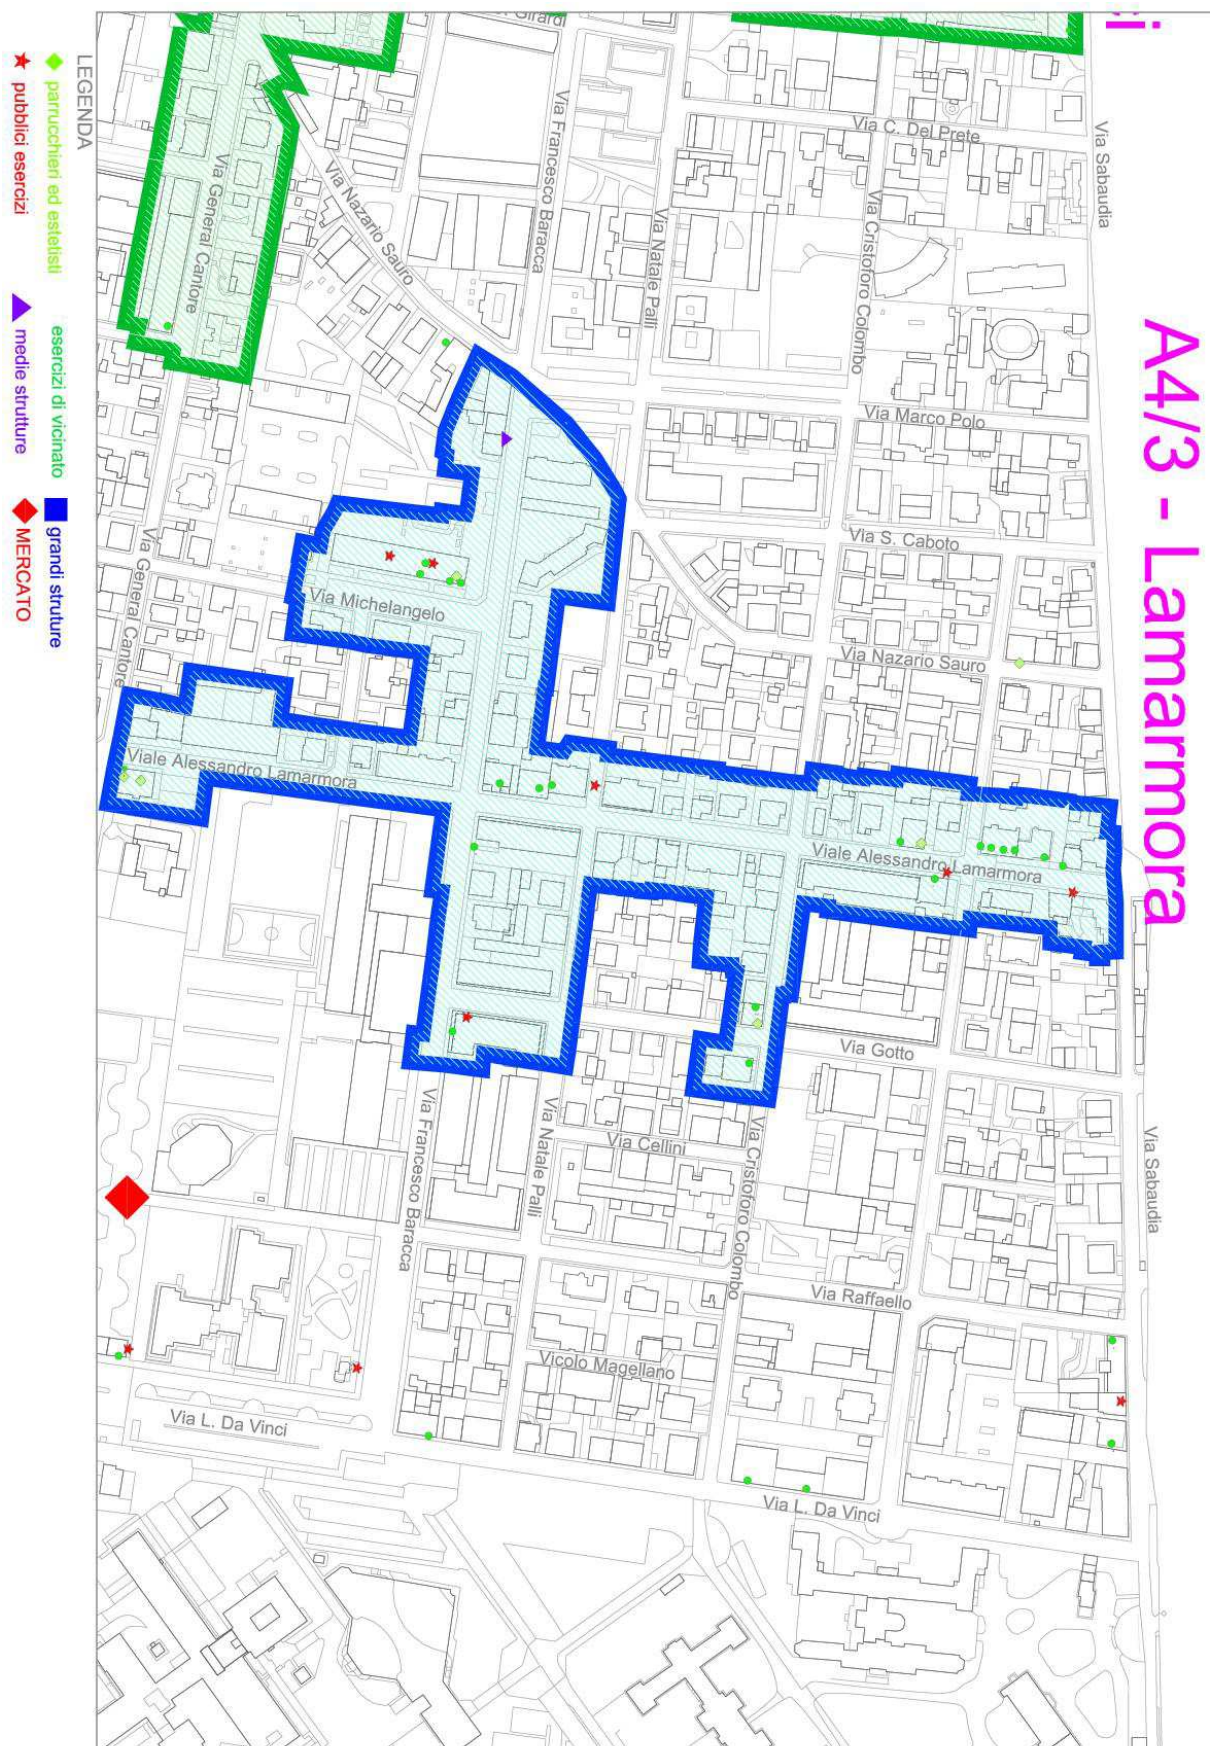 A4/3 - Lamarmora
ci
Girardi
Via C. Del Prete
Via Sabaudia
Via Francesco Baracca
Via Nazario Sauro
Via General Cantore
Via Natale Palli
Via Cristoforo Colombo
Via Marco Polo
Via S. Caboto
Via Nazario Sauro
Via Michelangelo
Via General Cantore
Viale Alessandro Lamarmora
Viale Alessandro Lamarmora
Via Gotto
Via Cellini
Via Sabaudia
Via Francesco Baracca
Via Natale Palli
Via Cristoforo Colombo
Via Raffaello
Vicolo Magellano
Via L. Da Vinci
Via L. Da Vinci
LEGENDA
parrucchieri ed estetisti
esercizi di vicinato
grandi struture
pubblici esercizi
medie strutture
MERCATO